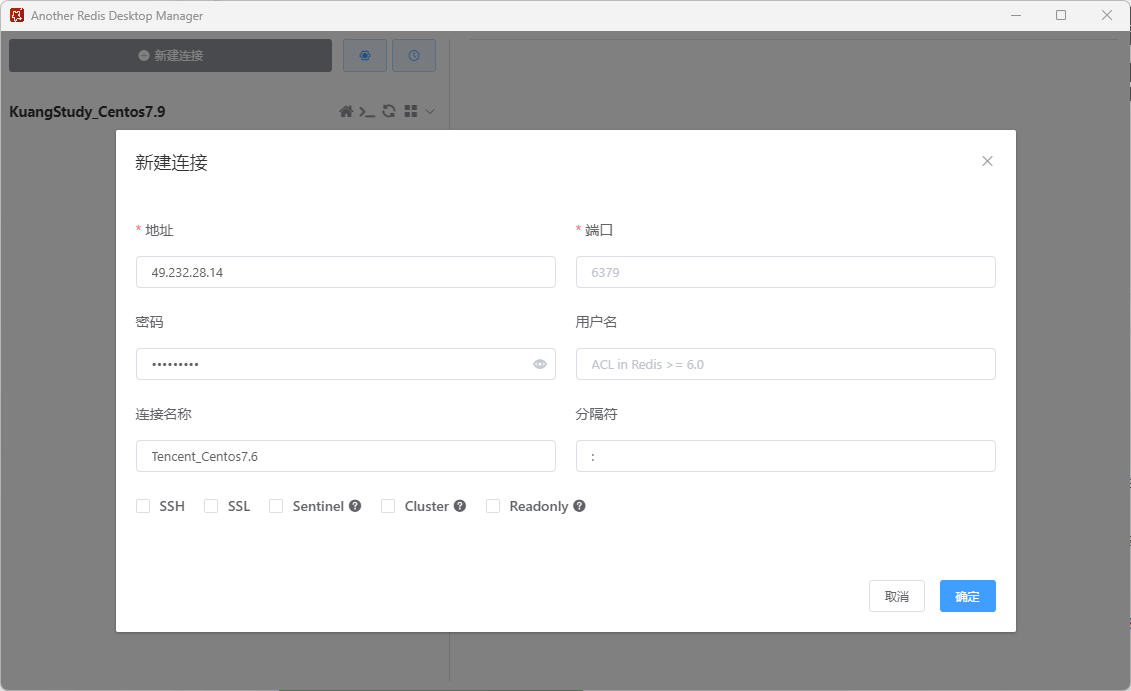 Another Redis Desktop Manager
新建连接
KuangStudy_Centos7.9
新建连接
* 地址
* 端口
49.232.28.14
6379
密码
用户名
•••••••••
ACL in Redis >= 6.0
连接名称
分隔符
Tencent_Centos7.6
:
SSH SSL Sentinel ? Cluster ? Readonly ?
取消 确定